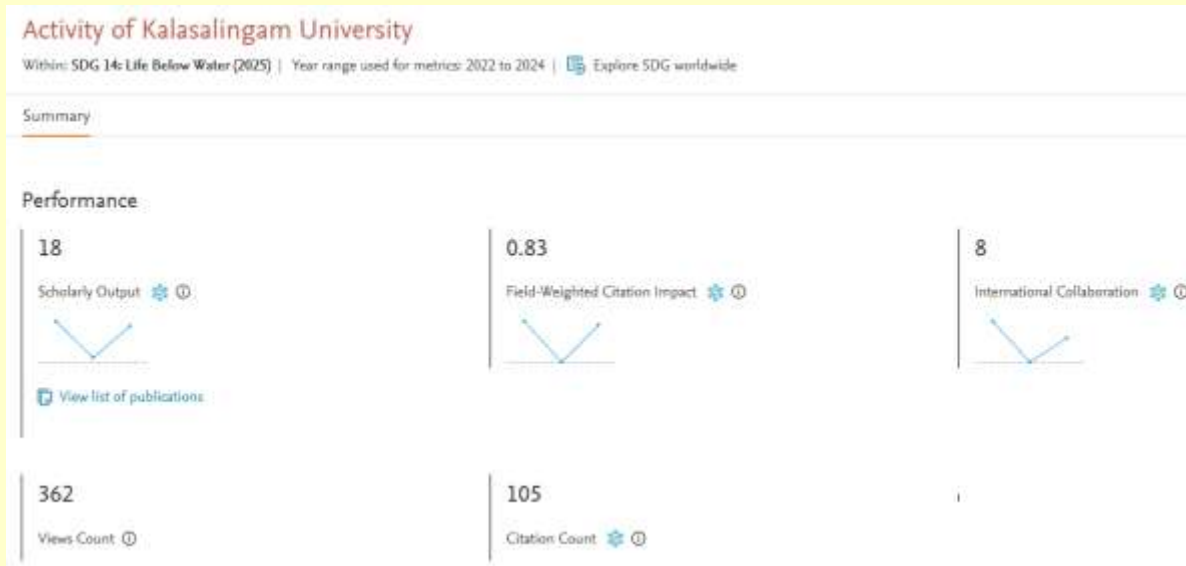 Activity of Kalasalingam University
Within: SDG 14: Life Below Water (2025) | Year range used for metrics: 2022 to 2024 | Explore SDG worldwide
Summary
Performance
18
Scholarly Output
View list of publications
0.83
Field-Weighted Citation Impact
8
International Collaboration
362
Views Count
105
Citation Count